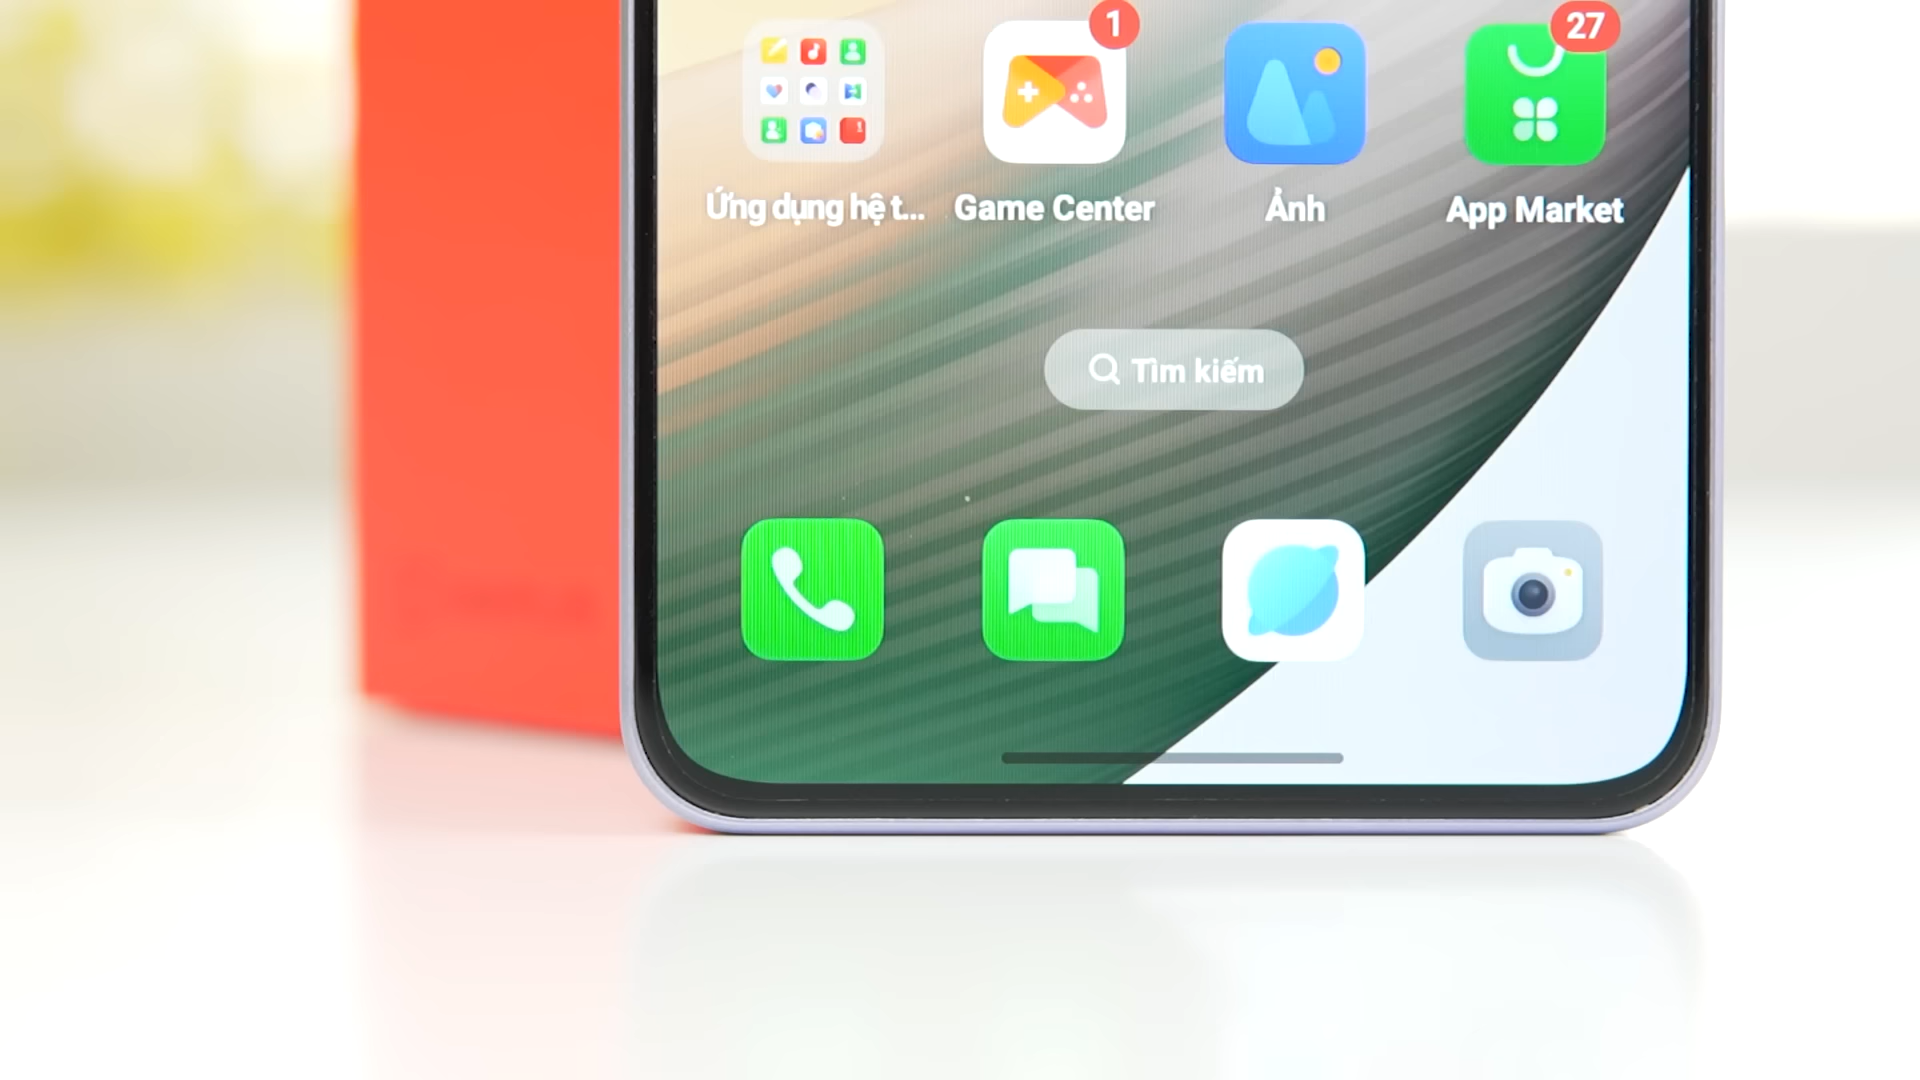 1
27
Ứng dụng hệ t...
Game Center
Ảnh
App Market
Tìm kiếm